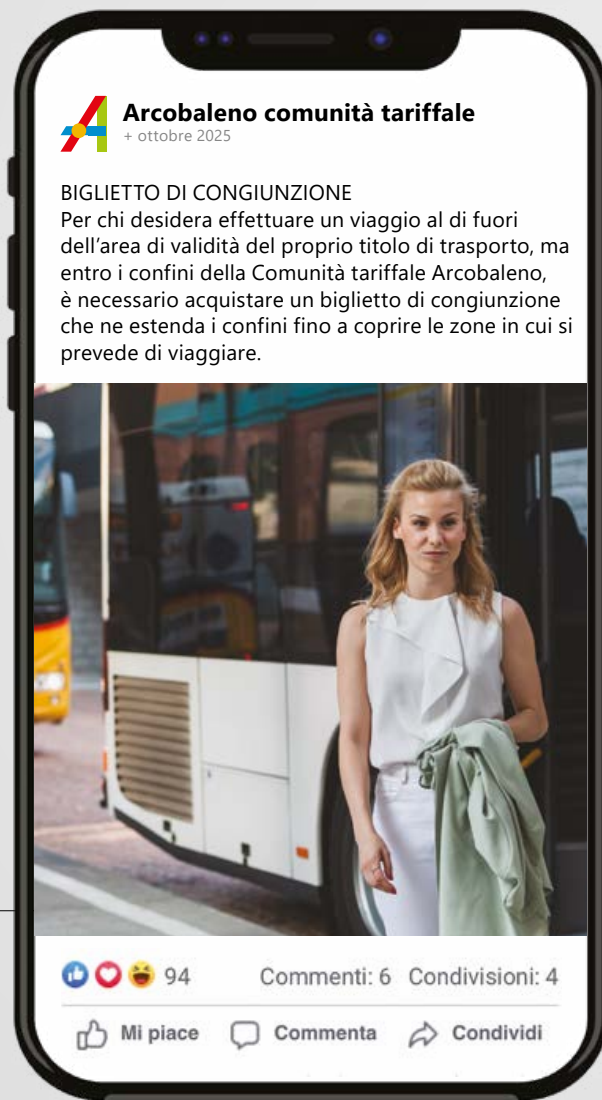 Arcobaleno comunità tariffale
+ ottobre 2025
BIGLIETTO DI CONGIUNZIONE
Per chi desidera effettuare un viaggio al di fuori
dell’area di validità del proprio titolo di trasporto, ma
entro i confini della Comunità tariffale Arcobaleno,
è necessario acquistare un biglietto di congiunzione
che ne estenda i confini fino a coprire le zone in cui si
prevede di viaggiare.
94 Commenti: 6 Condivisioni: 4
Mi piace Commenta Condividi